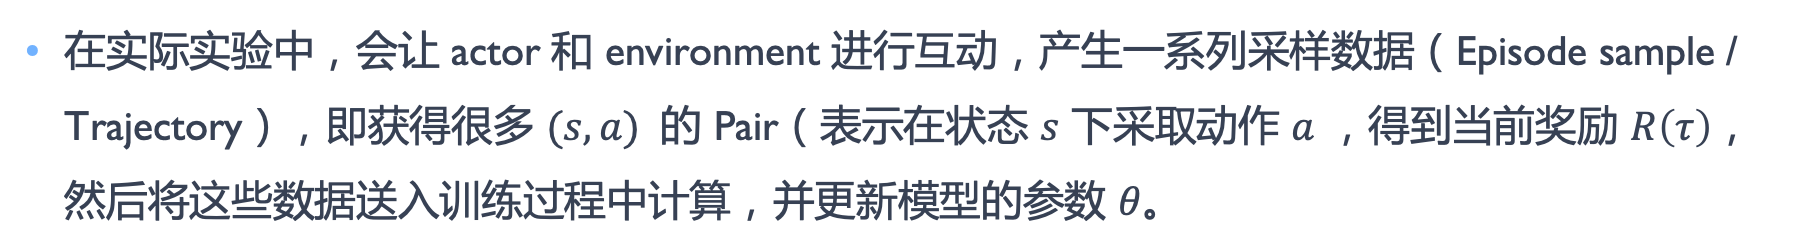 • 在实际实验中，会让 actor 和 environment 进行互动，产生一系列采样数据（Episode sample /
Trajectory），即获得很多 (s, a) 的 Pair（表示在状态 s 下采取动作 a ，得到当前奖励 R(τ)，
然后将这些数据送入训练过程中计算，并更新模型的参数 θ。